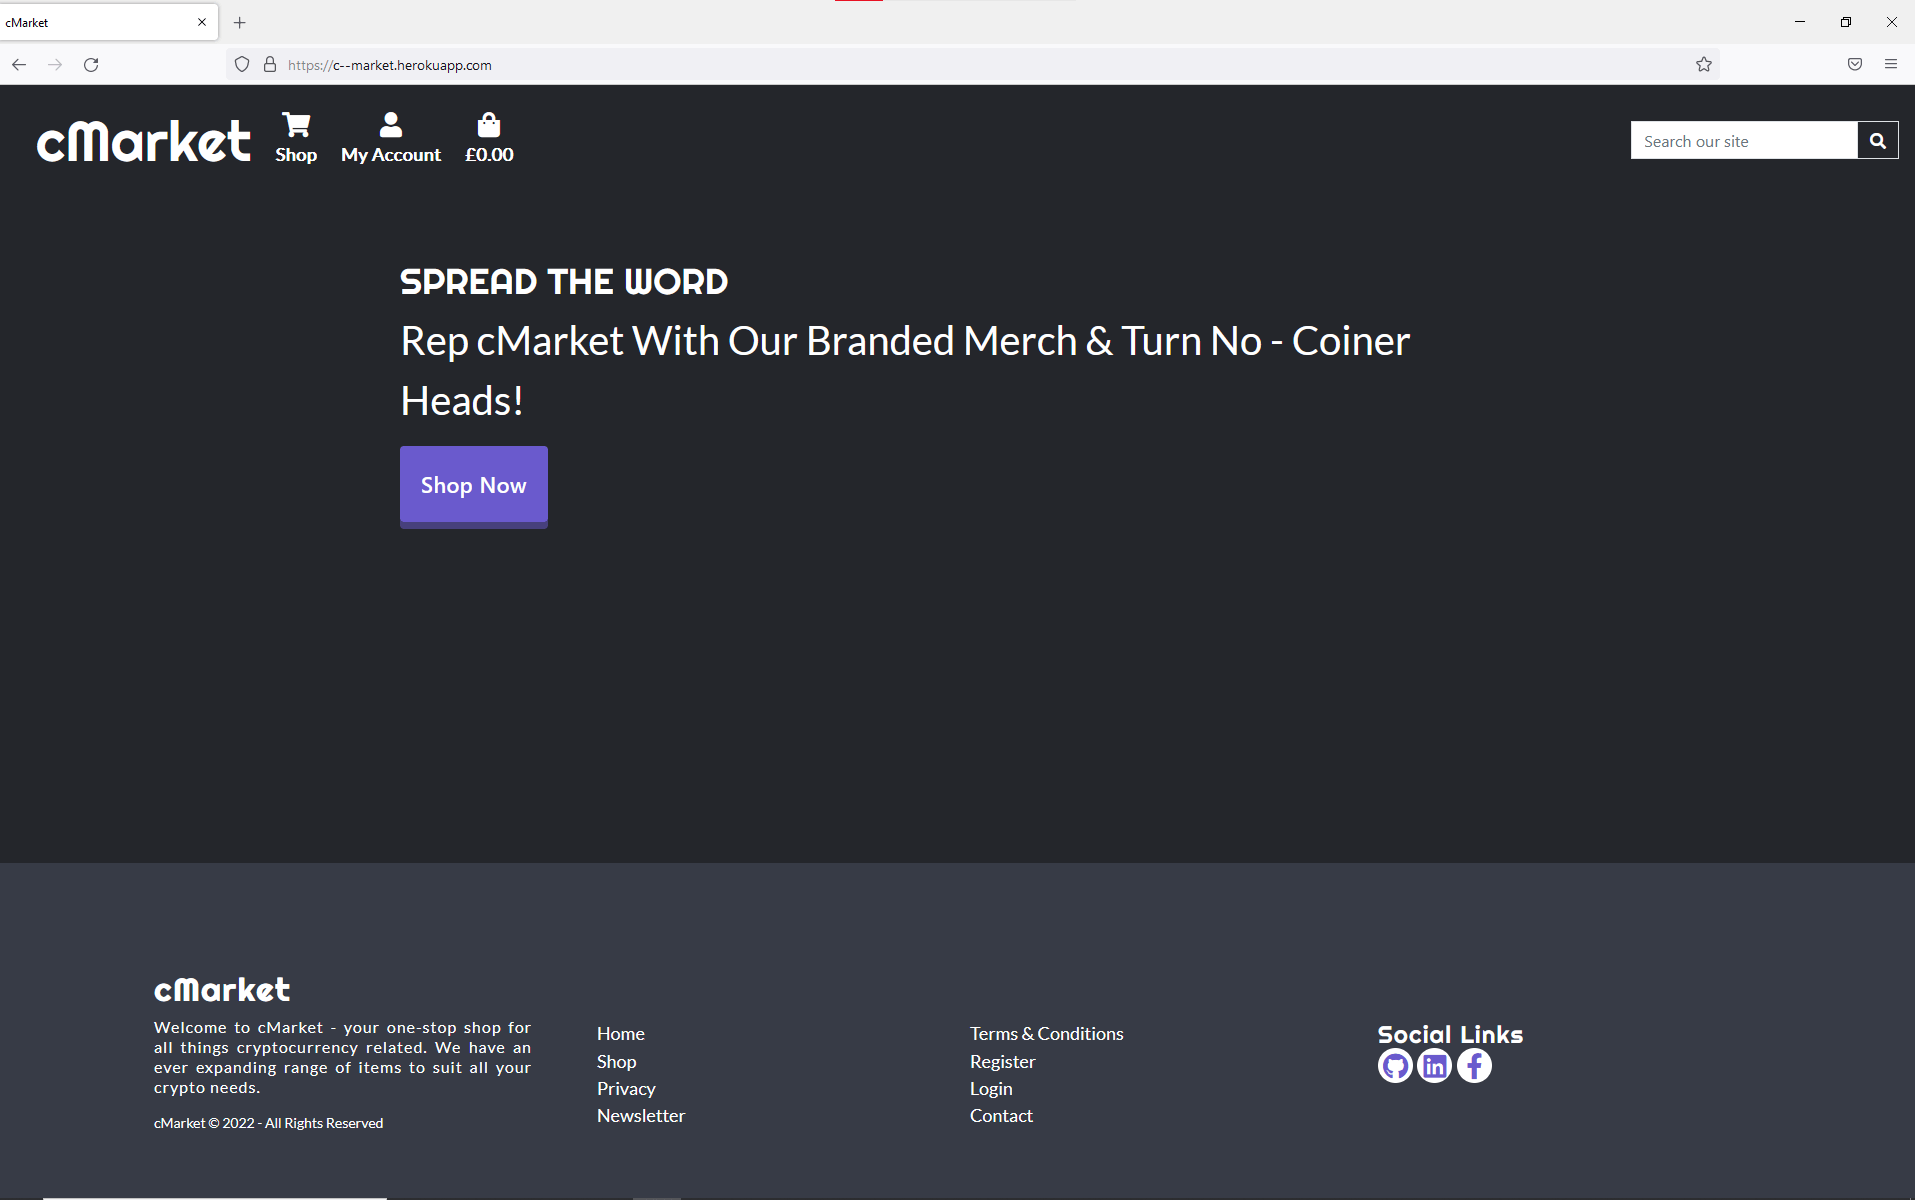 cMarket
https://c--market.herokuapp.com
cMarket
Shop
My Account
£0.00
Search our site
SPREAD THE WORD
Rep cMarket With Our Branded Merch & Turn No - Coiner
Heads!
Shop Now
cMarket
Welcome to cMarket - your one-stop shop for
all things cryptocurrency related. We have an
ever expanding range of items to suit all your
crypto needs.
cMarket © 2022 - All Rights Reserved
Home
Shop
Privacy
Newsletter
Terms & Conditions
Register
Login
Contact
Social Links